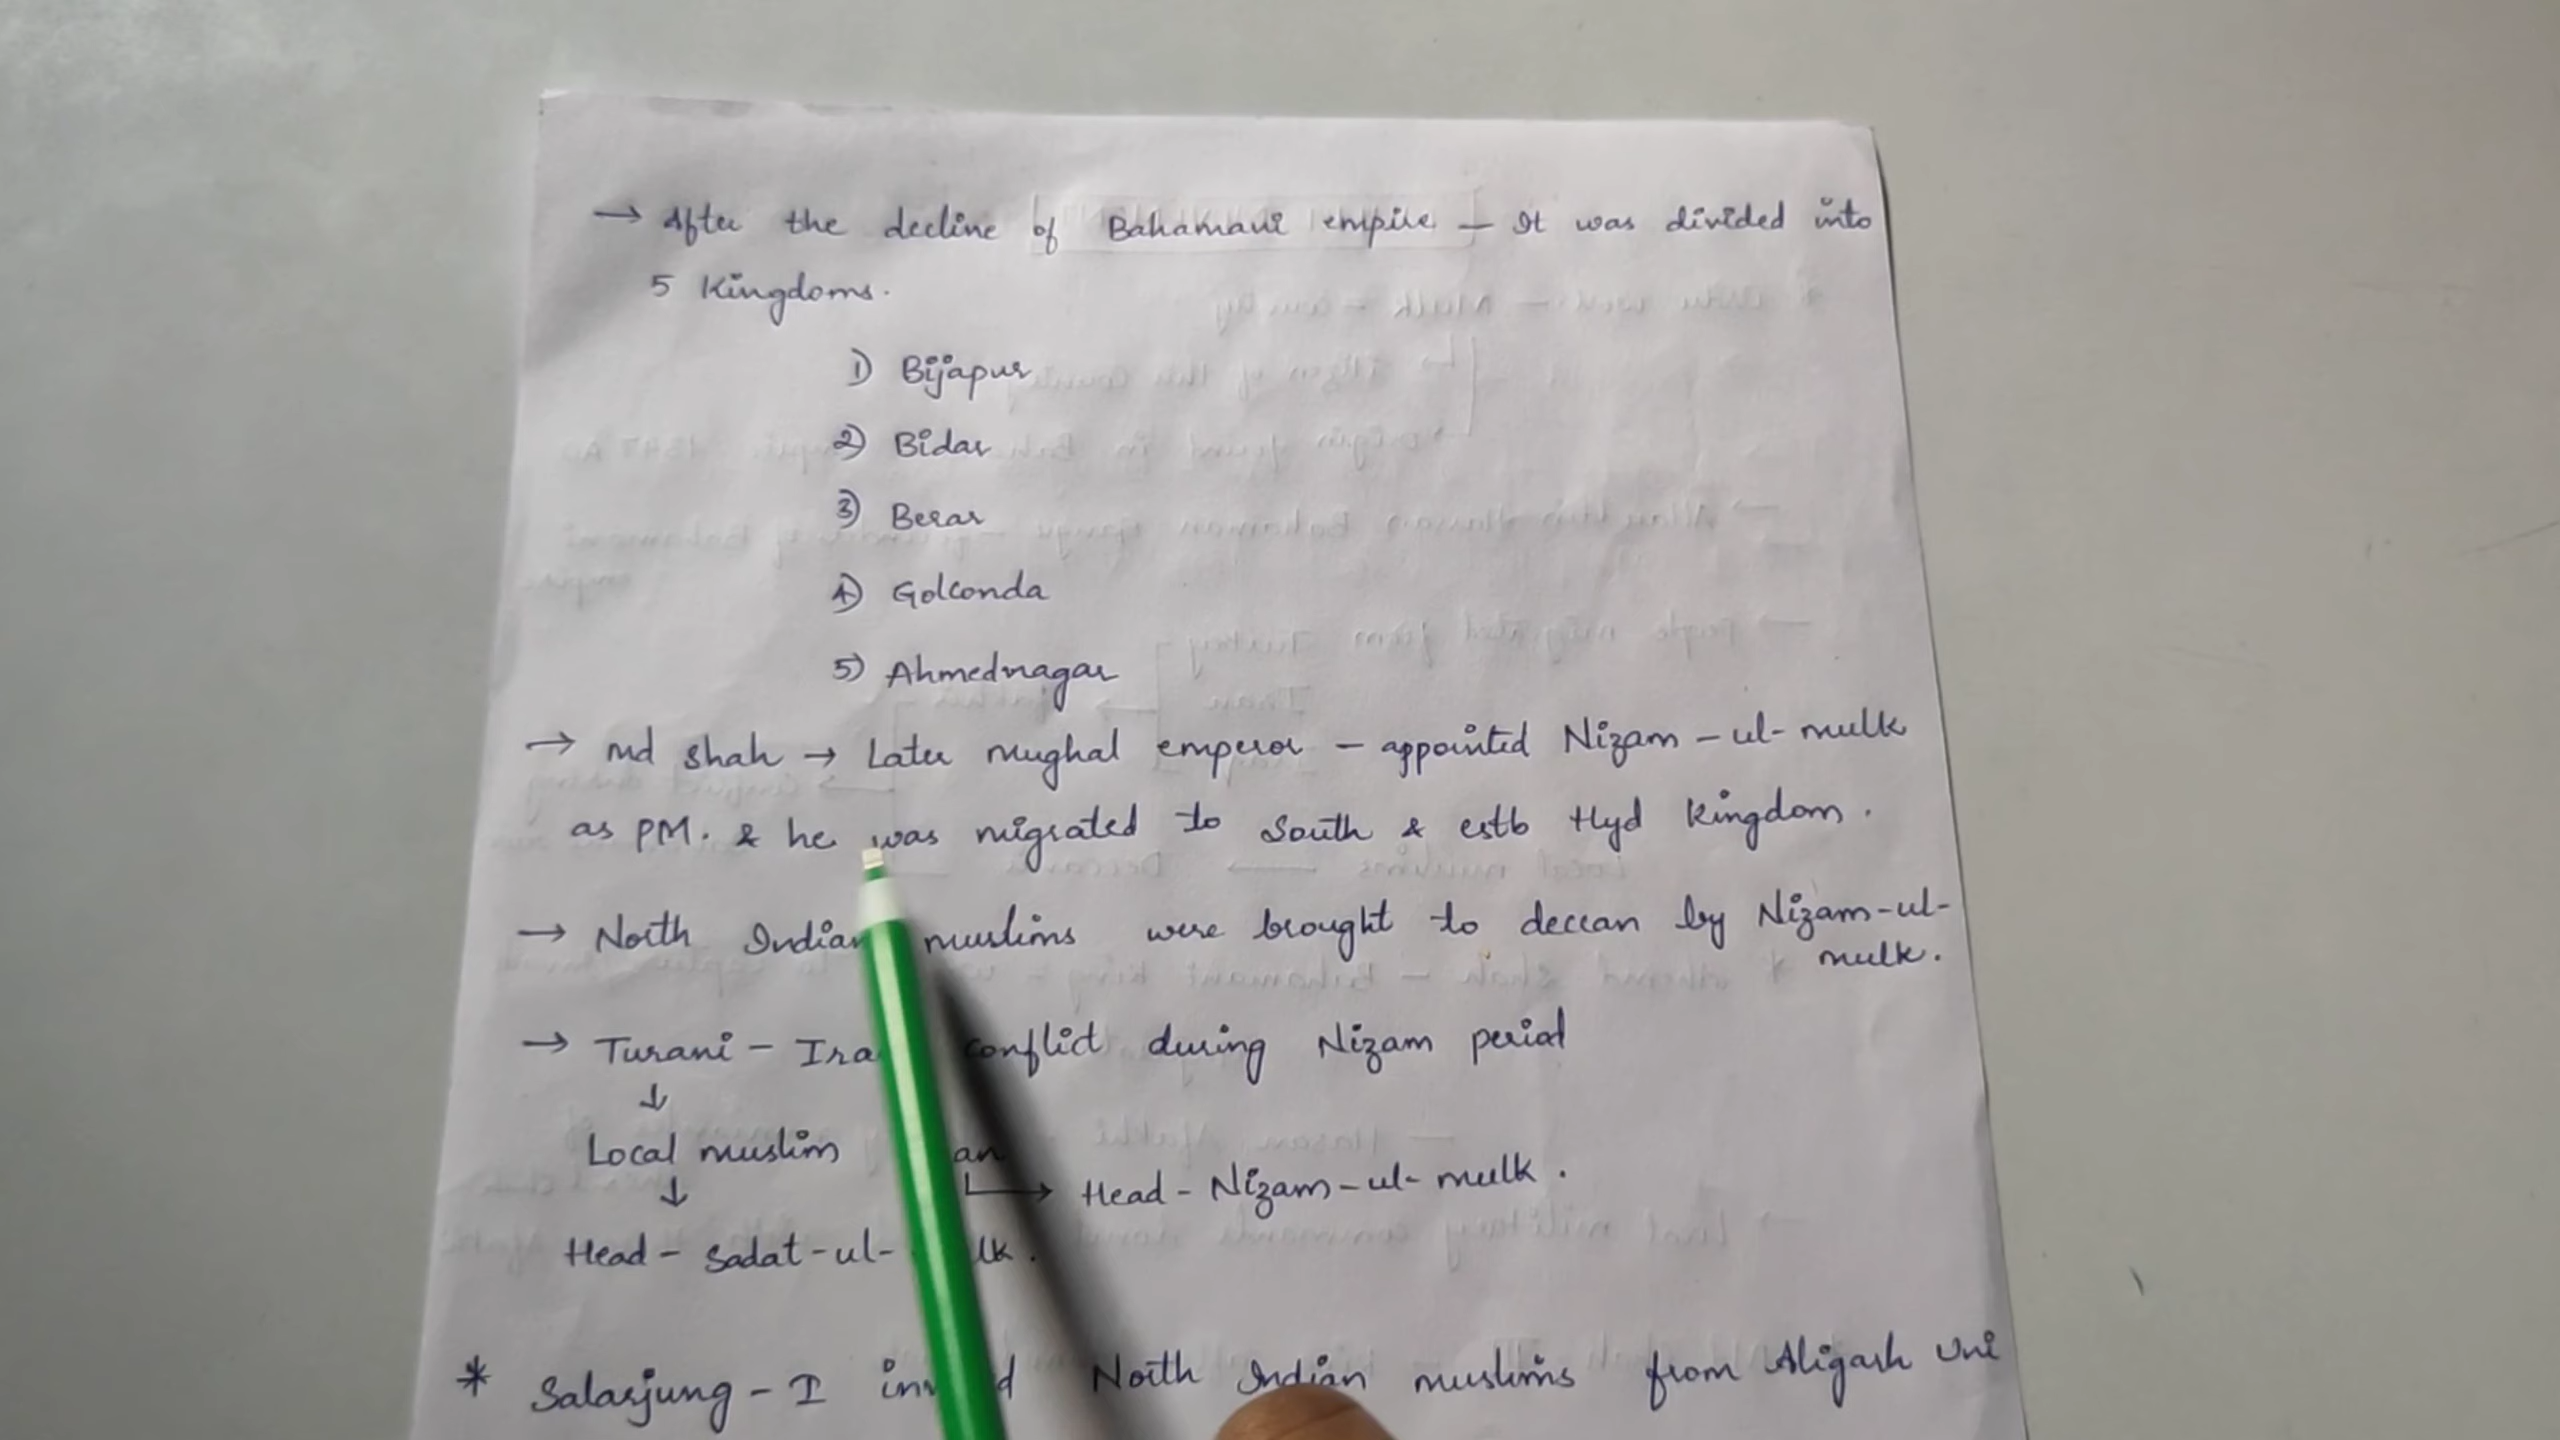 → After the decline of Bahamani empire – It was divided into
5 Kingdoms.
1) Bijapur
2) Bidar
3) Berar
4) Golconda
5) Ahmednagar
→ Md Shah → Later Mughal emperor – appointed Nizam-ul-mulk
as PM. & he was migrated to South & estb Hyd Kingdom.
→ North Indian muslims were brought to deccan by Nizam-ul-
mulk.
→ Turani – conflict during Nizam period
↓
Local muslim
↓ → Head – Nizam-ul-mulk.
Head – Sadat-ul-
* Salarjung – I North Indian muslims from Aligarh Uni